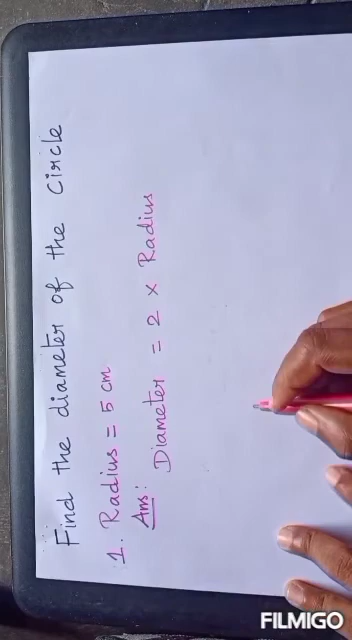 Find the diameter of the circle
1. Radius = 5 cm
Ans:
Diameter = 2 × Radius
FILMIGO